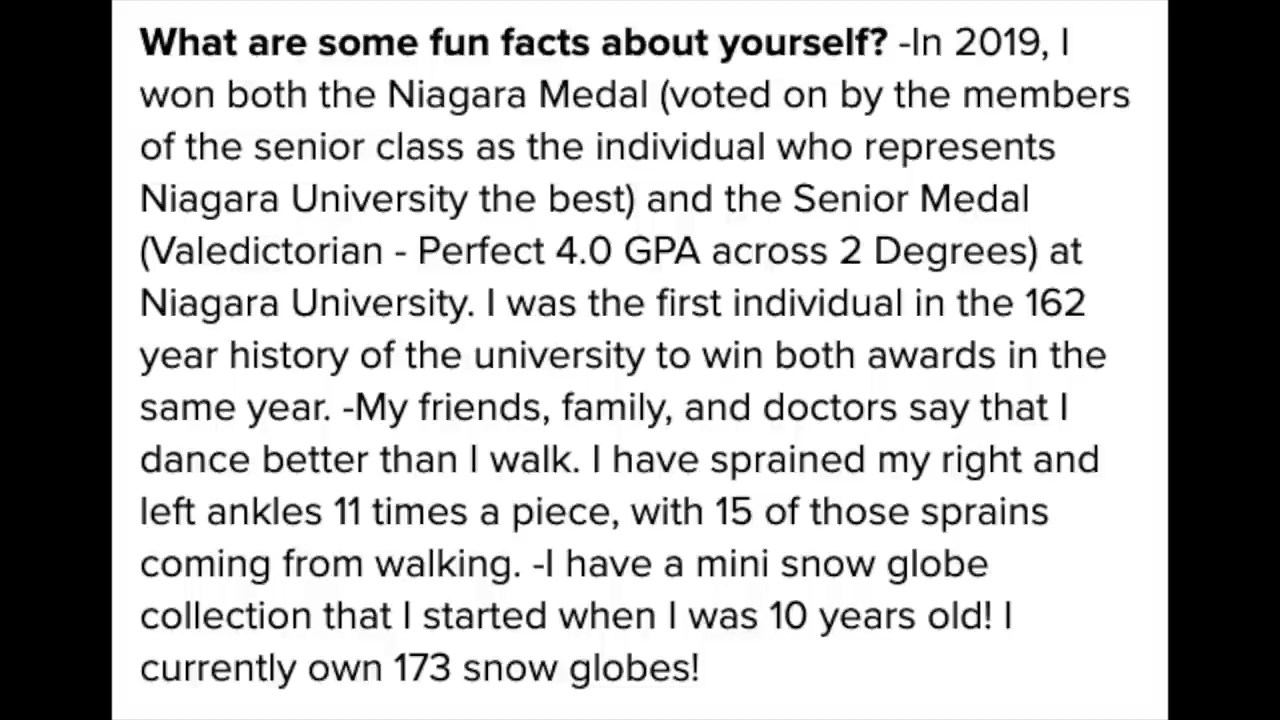 What are some fun facts about yourself? -In 2019, I
won both the Niagara Medal (voted on by the members
of the senior class as the individual who represents
Niagara University the best) and the Senior Medal
(Valedictorian - Perfect 4.0 GPA across 2 Degrees) at
Niagara University. I was the first individual in the 162
year history of the university to win both awards in the
same year. -My friends, family, and doctors say that I
dance better than I walk. I have sprained my right and
left ankles 11 times a piece, with 15 of those sprains
coming from walking. -I have a mini snow globe
collection that I started when I was 10 years old! I
currently own 173 snow globes!